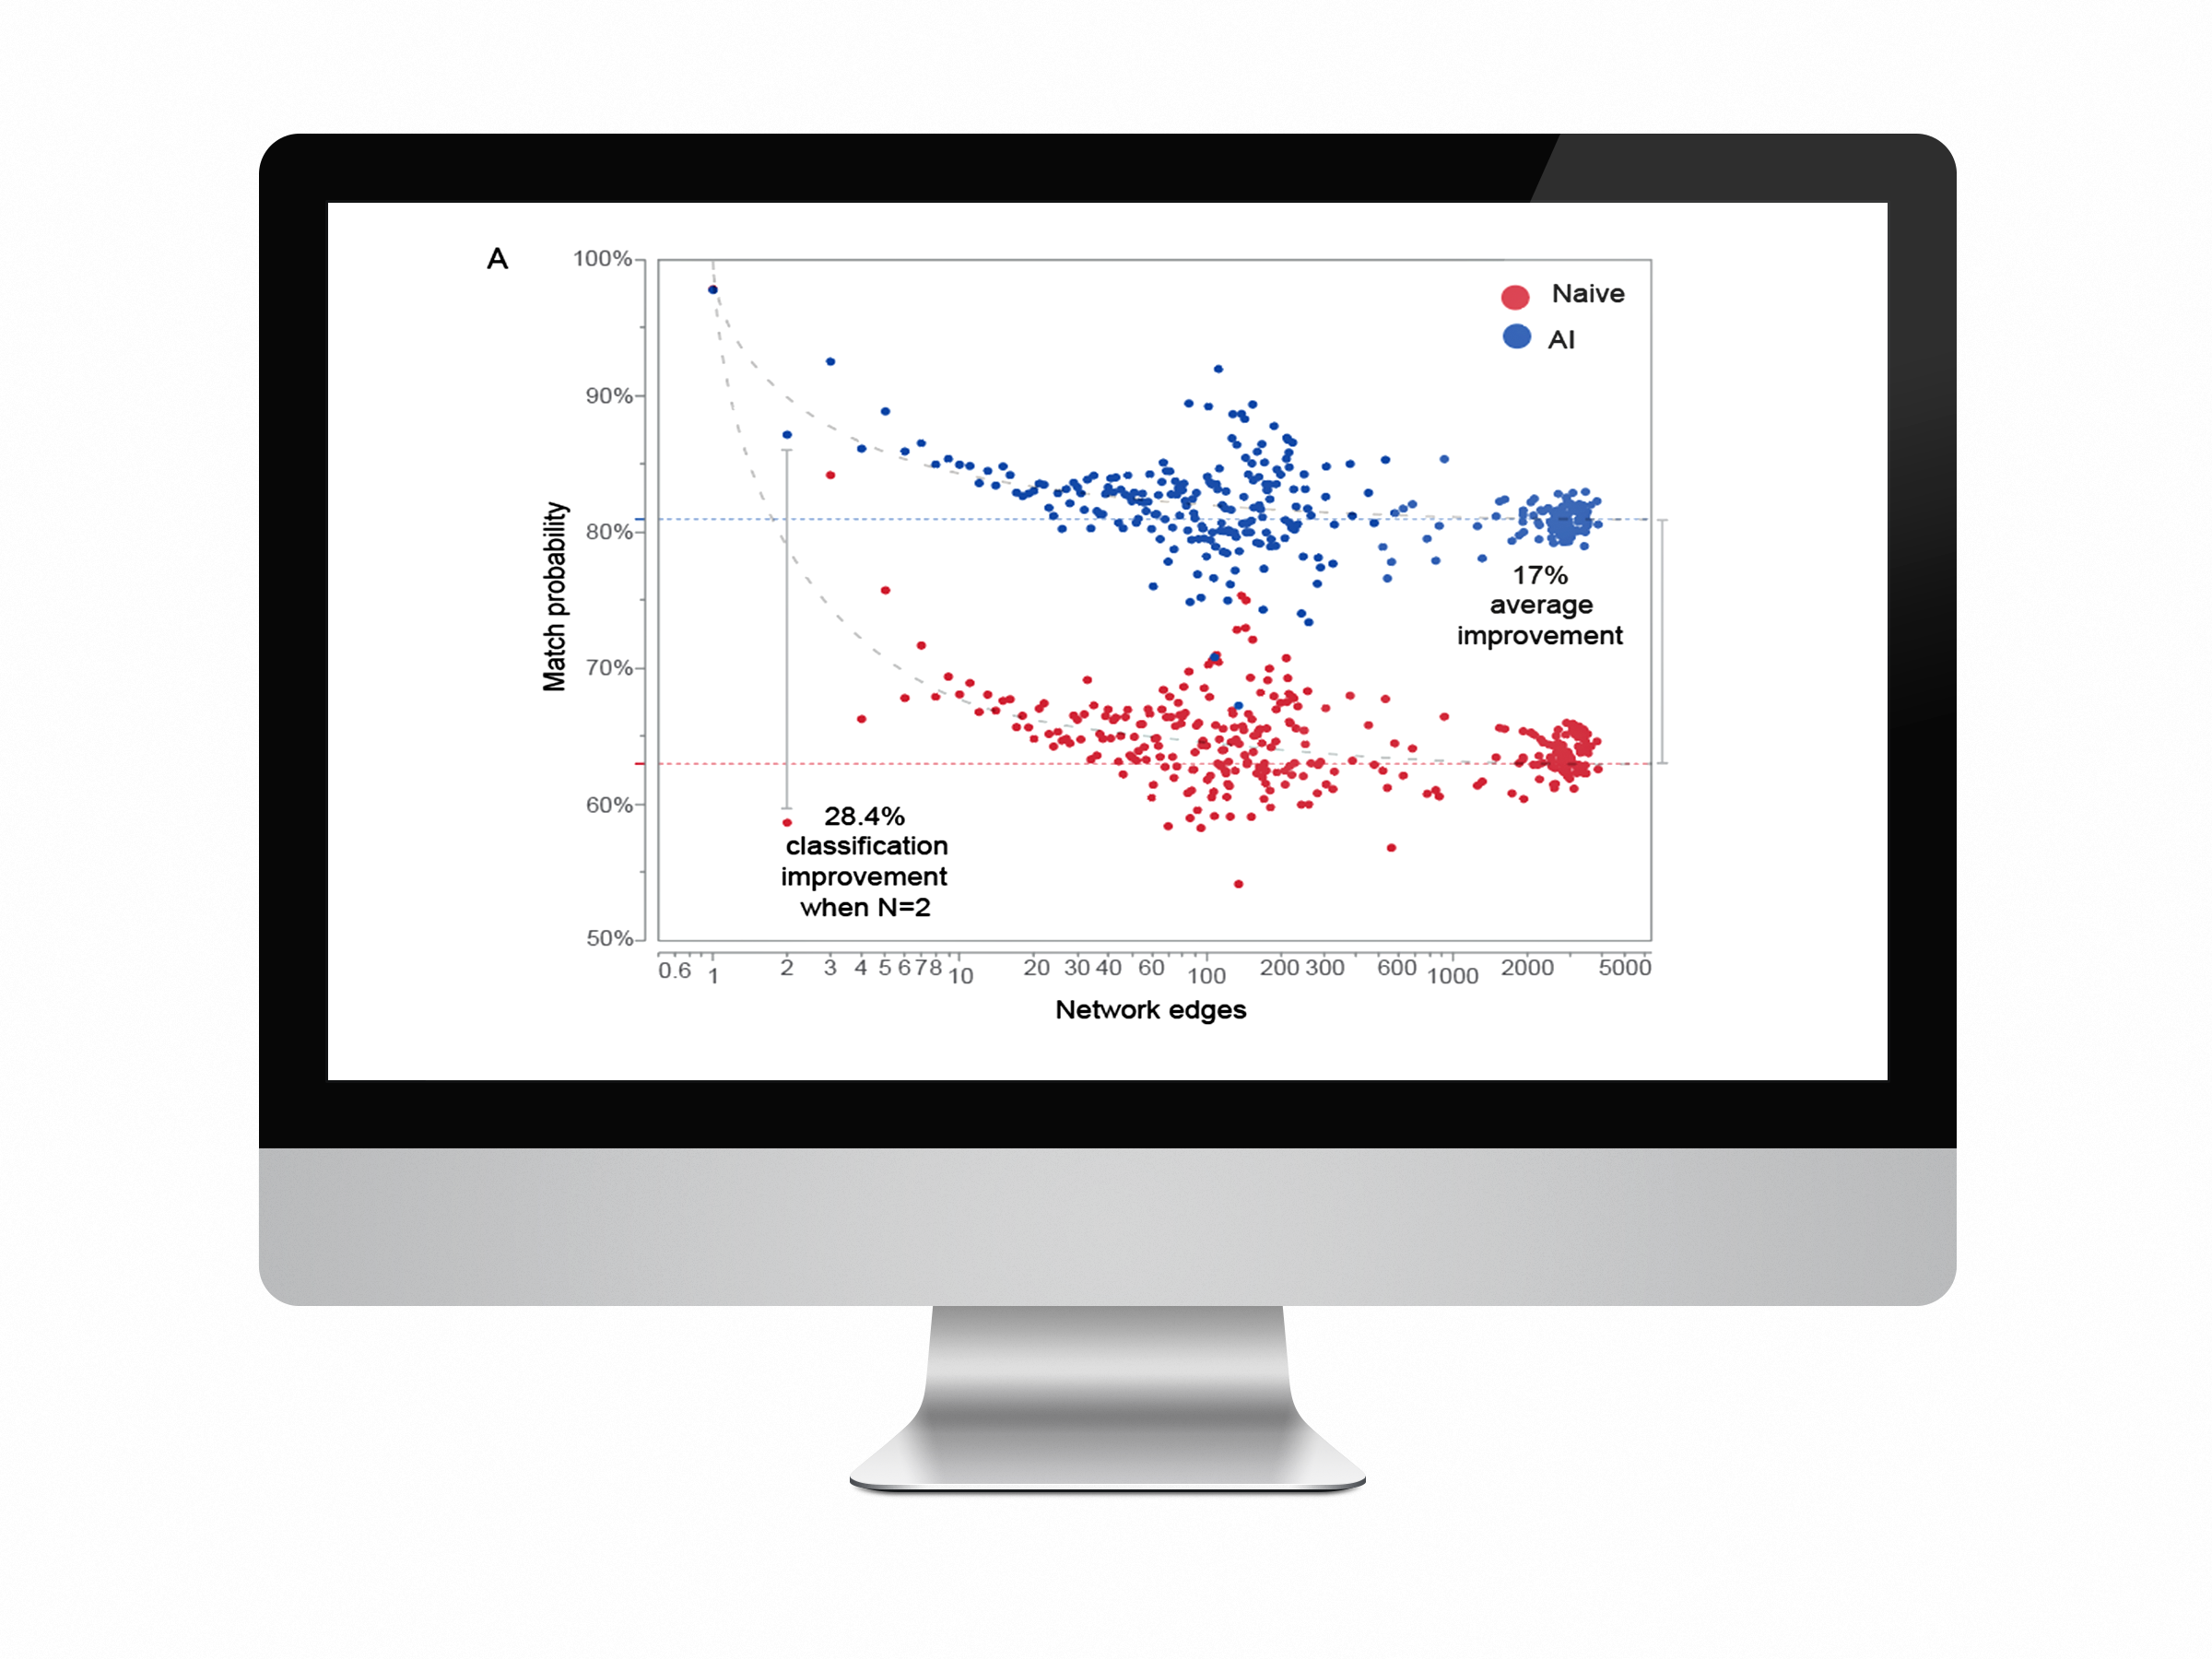 A
100%
90%
80%
70%
60%
50%
Match probability
Naive
AI
17%
average
improvement
28.4%
classification
improvement
when N=2
0.6 1 2 3 4 5 6 7 8 10 20 30 40 60 100 200 300 600 1000 2000 5000
Network edges